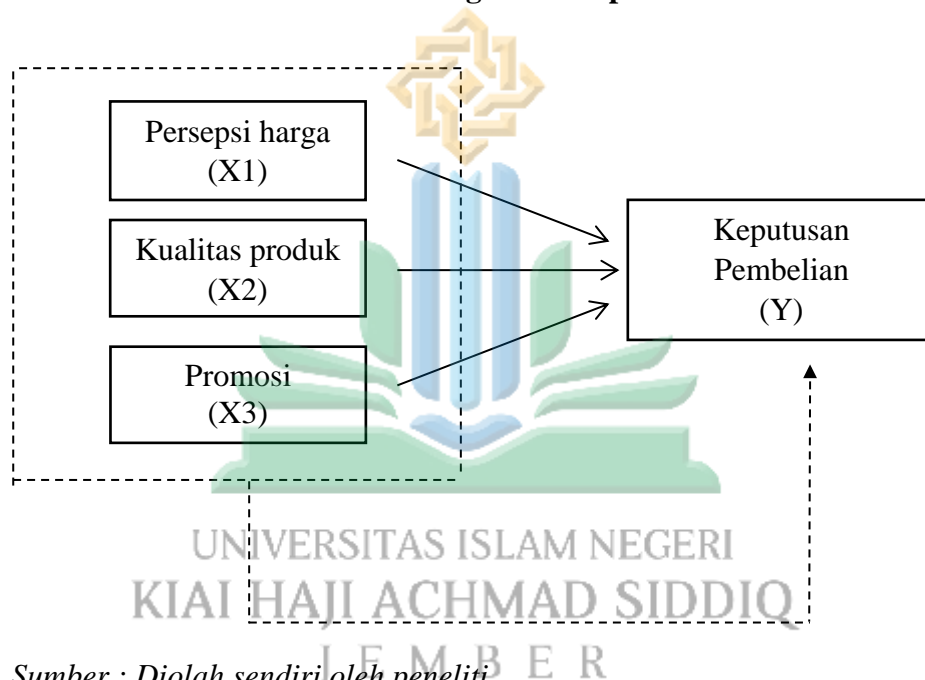 Persepsi harga
(X1)
Kualitas produk
(X2)
Promosi
(X3)
Keputusan
Pembelian
(Y)
UNIVERSITAS ISLAM NEGERI
KIAI HAJI ACHMAD SIDDIQ
JEMBER
Sumber : Diolah sendiri oleh peneliti